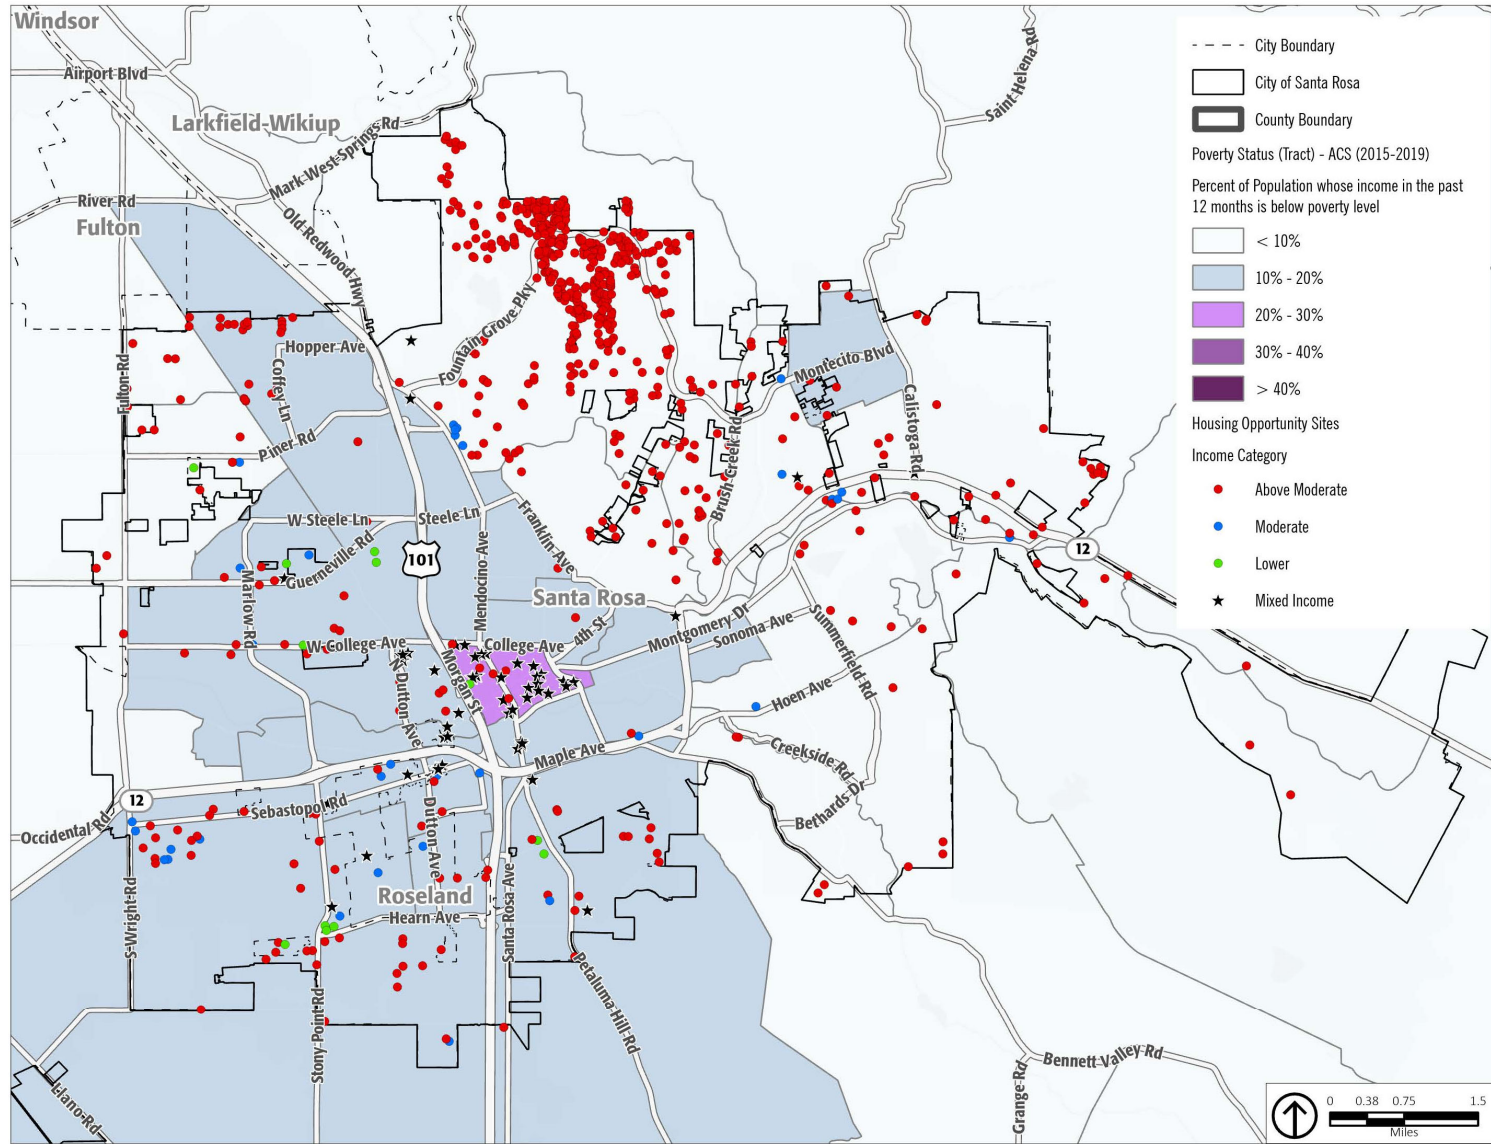 Windsor
Airport Blvd
Larkfield-Wikiup
Mark West Springs Rd
Saint Helena Rd
River Rd
Fulton
Old Redwood Hwy
Fountain Grove Pky
Hopper Ave
Coffey Ln
Fulton Rd
Piner Rd
Montecito Blvd
Calistoga Rd
Brush Creek Rd
W Steele Ln
Steele Ln
Franklin Ave
Guerneville Rd
101
Mendocino Ave
Marlow Rd
12
Santa Rosa
W College Ave
College Ave
4th St
Montgomery Dr
Sonoma Ave
Summerfield Rd
N Dutton Ave
Morgan St
Hoen Ave
Creekside Rd
Maple Ave
Bethards Dr
12
Occidental Rd
Sebastopol Rd
Dutton Ave
Roseland
Hearn Ave
S Wright Rd
Santa Rosa Ave
Stony Point Rd
Petaluma Hill Rd
Llano Rd
Grange Rd
Bennett Valley Rd
City Boundary
City of Santa Rosa
County Boundary
Poverty Status (Tract) - ACS (2015-2019)
Percent of Population whose income in the past
12 months is below poverty level
< 10%
10% - 20%
20% - 30%
30% - 40%
> 40%
Housing Opportunity Sites
Income Category
Above Moderate
Moderate
Lower
Mixed Income
0 0.38 0.75 1.5
Miles